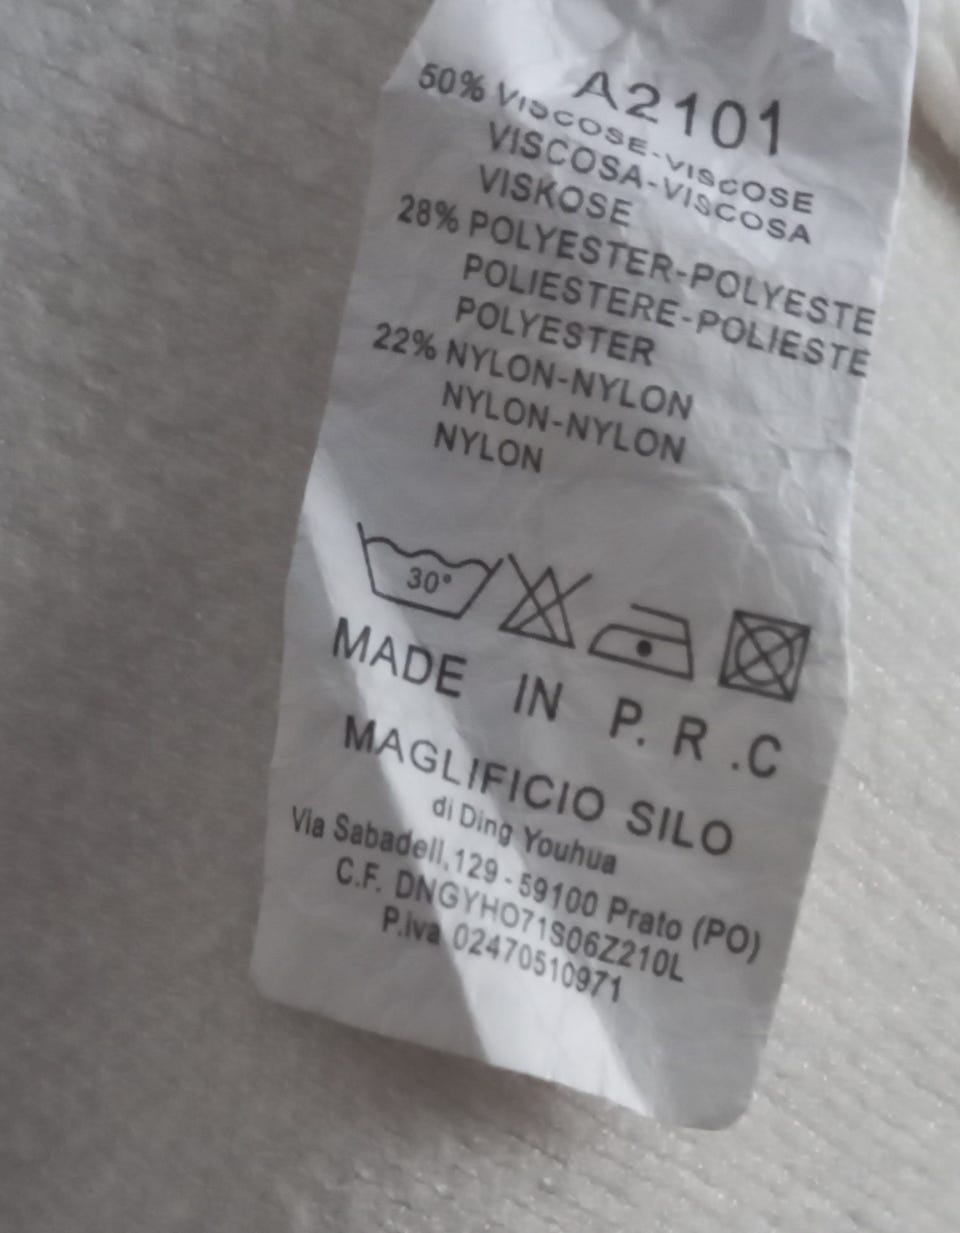 A2101
50% VISCOSE-VISCOSE
VISCOSA-VISCOSA
VISKOSE
28% POLYESTER-POLYESTE
POLIESTERE-POLIESTE
POLYESTER
22% NYLON-NYLON
NYLON-NYLON
NYLON
30°
MADE IN P. R .C
MAGLIFICIO SILO
di Ding Youhua
Via Sabadell,129 - 59100 Prato (PO)
C.F. DNGYHO71S06Z210L
P.iva 02470510971